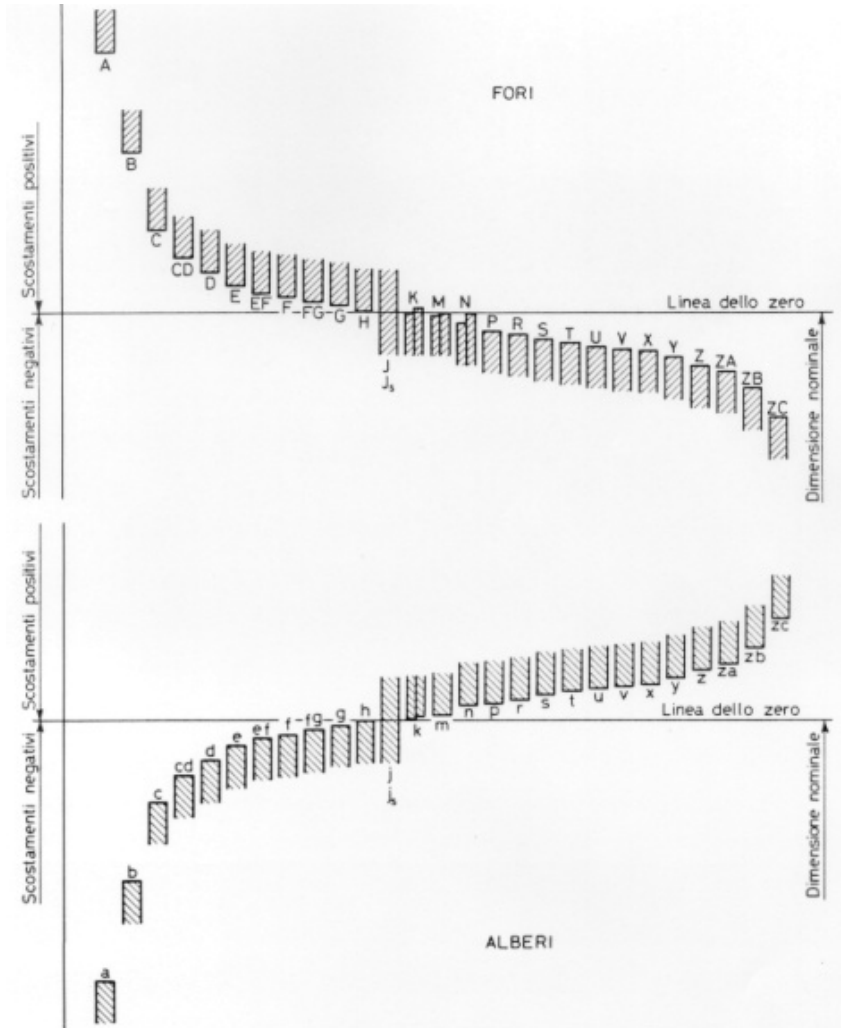 A
FORI
B
Scostamenti positivi
C
CD
D
E
EF
F
FG
G
H
K
M
N
Linea dello zero
J
Js
P
R
S
T
U
V
X
Y
Z
ZA
ZB
ZC
Scostamenti negativi
Dimensione nominale
Scostamenti positivi
zc
zb
za
z
y
x
v
u
t
s
r
p
n
m
k
h
g
fg
f
ef
e
d
cd
c
Linea dello zero
j
js
b
a
Scostamenti negativi
Dimensione nominale
ALBERI